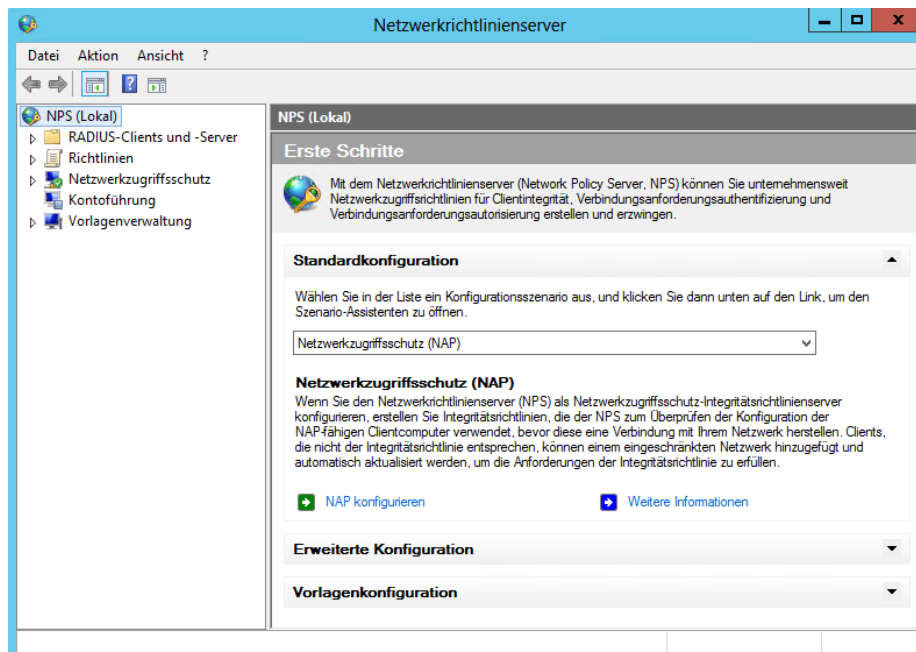 Netzwerkrichtlinienserver
Datei Aktion Ansicht ?
NPS (Lokal)
RADIUS-Clients und -Server
Richtlinien
Netzwerkzugriffsschutz
Kontoführung
Vorlagenverwaltung
NPS (Lokal)
Erste Schritte
Mit dem Netzwerkrichtlinienserver (Network Policy Server, NPS) können Sie unternehmensweit
Netzwerkzugriffsrichtlinien für Clientintegrität, Verbindungsanforderungsauthentifizierung und
Verbindungsanforderungsautorisierung erstellen und erzwingen.
Standardkonfiguration
Wählen Sie in der Liste ein Konfigurationsszenario aus, und klicken Sie dann unten auf den Link, um den
Szenario-Assistenten zu öffnen.
Netzwerkzugriffsschutz (NAP)
Netzwerkzugriffsschutz (NAP)
Wenn Sie den Netzwerkrichtlinienserver (NPS) als Netzwerkzugriffsschutz-Integritätsrichtlinienserver
konfigurieren, erstellen Sie Integritätsrichtlinien, die der NPS zum Überprüfen der Konfiguration der
NAP-fähigen Clientcomputer verwendet, bevor diese eine Verbindung mit Ihrem Netzwerk herstellen. Clients,
die nicht der Integritätsrichtlinie entsprechen, können einem eingeschränkten Netzwerk hinzugefügt und
automatisch aktualisiert werden, um die Anforderungen der Integritätsrichtlinie zu erfüllen.
NAP konfigurieren
Weitere Informationen
Erweiterte Konfiguration
Vorlagenkonfiguration